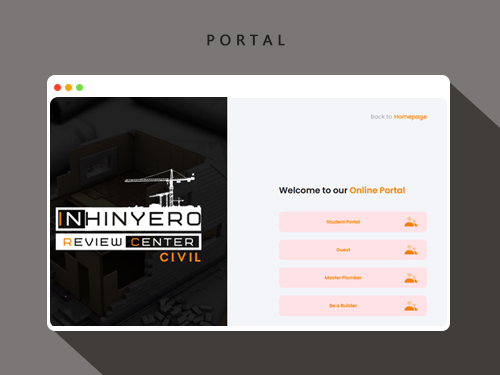 PORTAL
Back to Homepage
INHINYERO
REVIEW CENTER
CIVIL
Welcome to our Online Portal
Student Portal
Guest
Master Plumber
Be a Builder